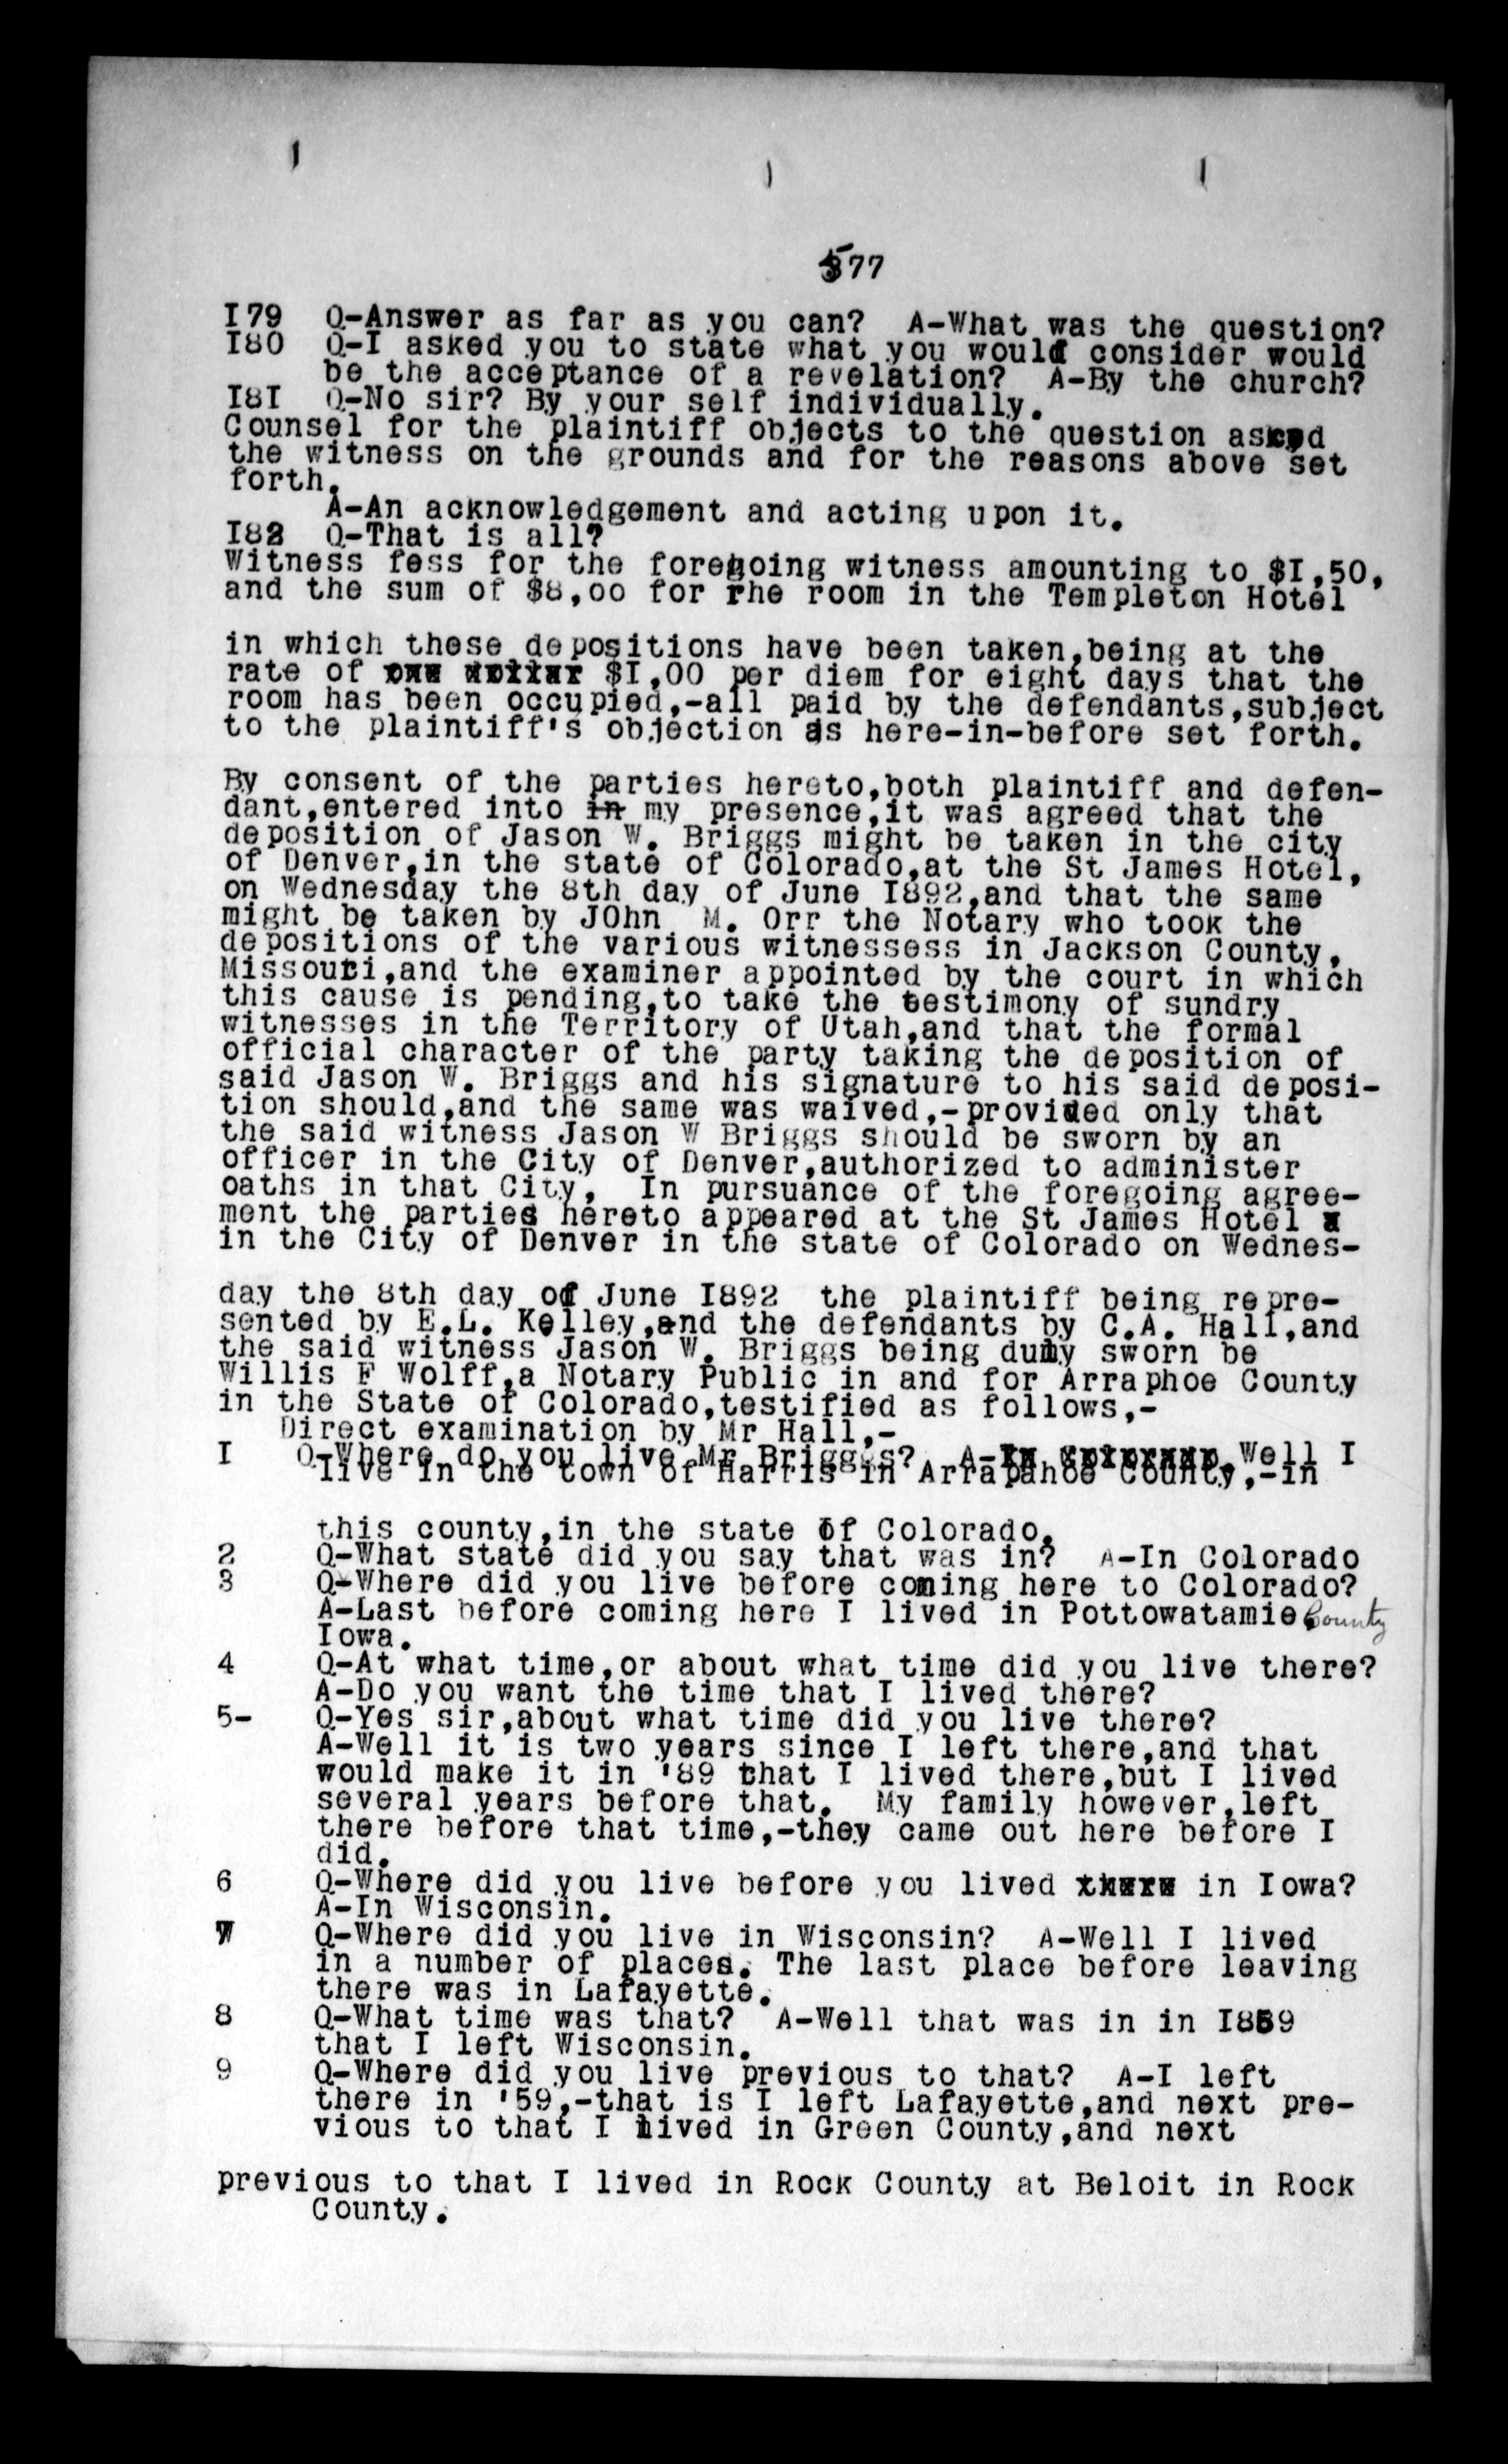 577
I79 Q-Answer as far as you can? A-What was the question?
I80 Q-I asked you to state what you would consider would
be the acceptance of a revelation? A-By the church?
I8I Q-No sir? By your self individually.
Counsel for the plaintiff objects to the question asked
the witness on the grounds and for the reasons above set
forth.
A-An acknowledgement and acting upon it.
I82 Q-That is all?
Witness fess for the foregoing witness amounting to $I,50,
and the sum of $8,oo for rhe room in the Templeton Hotel
in which these depositions have been taken,being at the
rate of one dollar $I,00 per diem for eight days that the
room has been occupied,-all paid by the defendants,subject
to the plaintiff's objection as here-in-before set forth.
By consent of the parties hereto,both plaintiff and defen-
dant,entered into in my presence,it was agreed that the
deposition of Jason W. Briggs might be taken in the city
of Denver,in the state of Colorado,at the St James Hotel,
on Wednesday the 8th day of June I892,and that the same
might be taken by JOhn M. Orr the Notary who took the
depositions of the various witnessess in Jackson County,
Missouri,and the examiner appointed by the court in which
this cause is pending,to take the testimony of sundry
witnesses in the Territory of Utah,and that the formal
official character of the party taking the deposition of
said Jason W. Briggs and his signature to his said deposi-
tion should,and the same was waived,-provided only that
the said witness Jason W Briggs should be sworn by an
officer in the City of Denver,authorized to administer
oaths in that City, In pursuance of the foregoing agree-
ment the parties hereto appeared at the St James Hotel
in the City of Denver in the state of Colorado on Wednes-
day the 8th day of June I892 the plaintiff being repre-
sented by E.L. Kelley,and the defendants by C.A. Hall,and
the said witness Jason W. Briggs being duly sworn be
Willis F Wolff,a Notary Public in and for Arraphoe County
in the State of Colorado,testified as follows,-
Direct examination by Mr Hall,-
I Q-Where do you live Mr Briggs? A-In Colorado, Well I
live in the town of Harris in Arrapahoe County,-in
this county,in the state of Colorado.
2 Q-What state did you say that was in? A-In Colorado
3 Q-Where did you live before coming here to Colorado?
A-Last before coming here I lived in Pottowatamie County
Iowa.
4 Q-At what time,or about what time did you live there?
A-Do you want the time that I lived there?
5- Q-Yes sir,about what time did you live there?
A-Well it is two years since I left there,and that
would make it in '89 that I lived there,but I lived
several years before that. My family however,left
there before that time,-they came out here before I
did.
6 Q-Where did you live before you lived there in Iowa?
A-In Wisconsin.
7 Q-Where did you live in Wisconsin? A-Well I lived
in a number of places. The last place before leaving
there was in Lafayette.
8 Q-What time was that? A-Well that was in in I859
that I left Wisconsin.
9 Q-Where did you live previous to that? A-I left
there in '59,-that is I left Lafayette,and next pre-
vious to that I lived in Green County,and next
previous to that I lived in Rock County at Beloit in Rock
County.